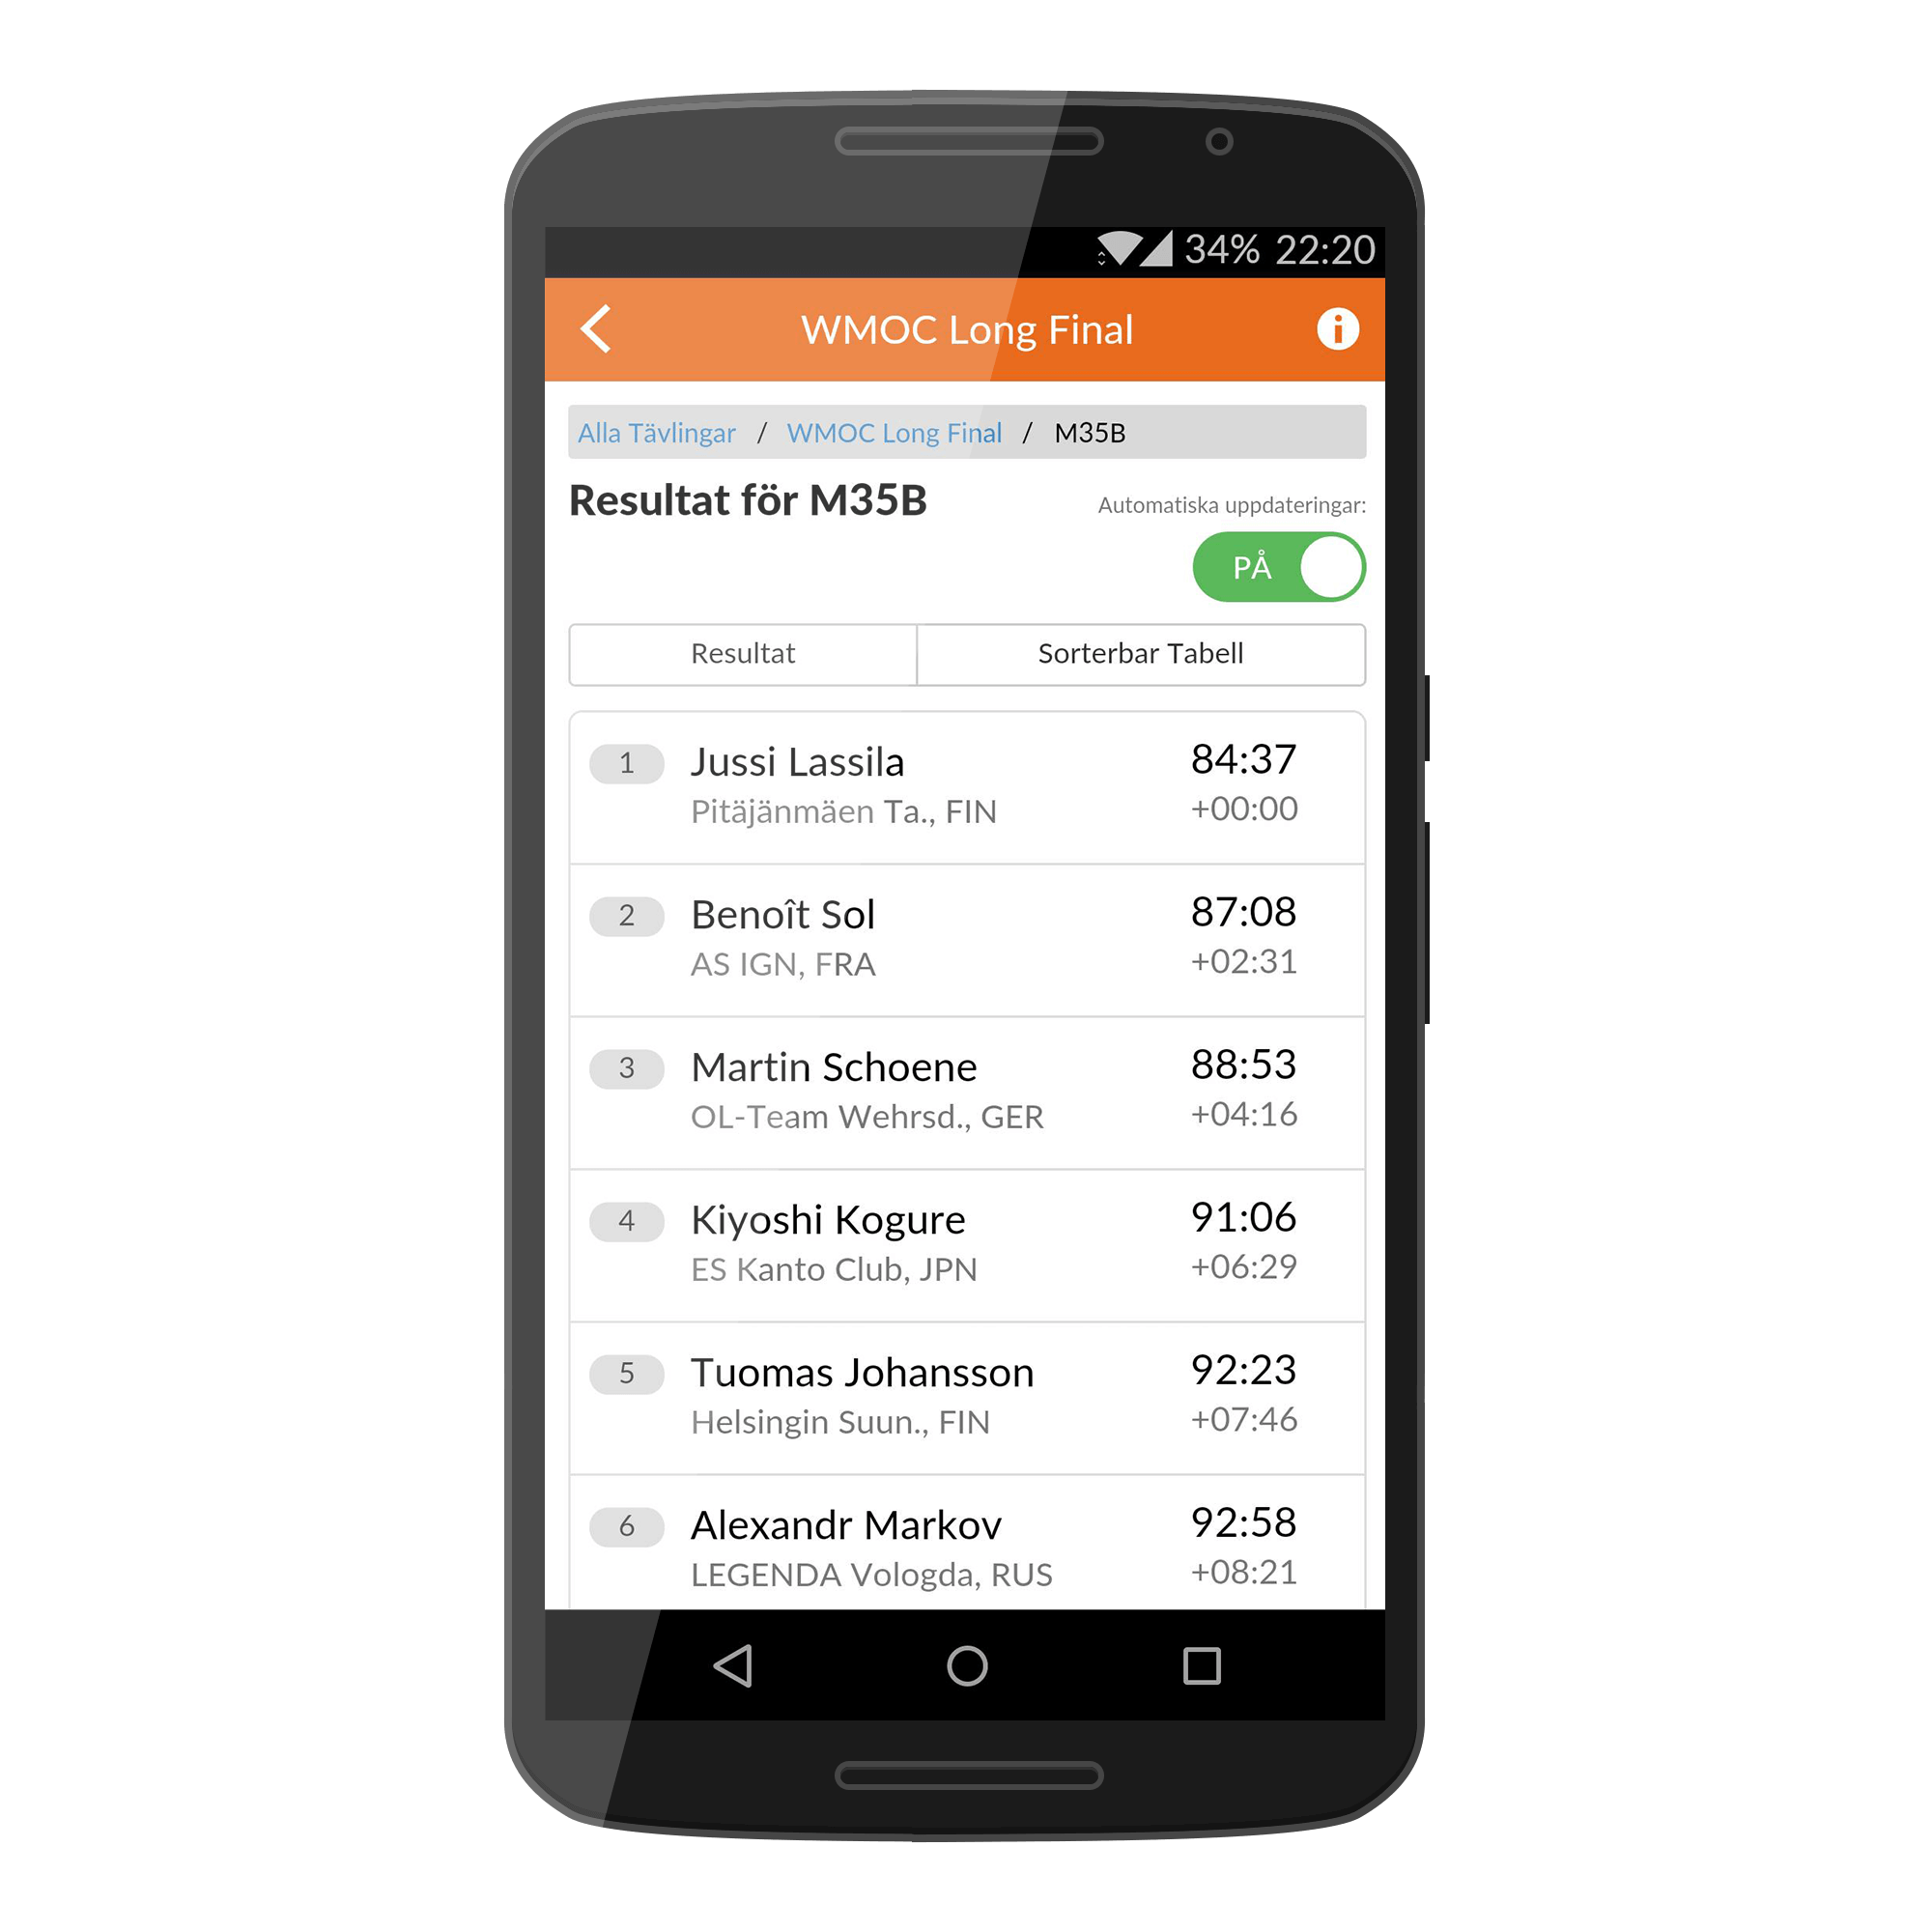 34% 22:20
WMOC Long Final
Alla Tävlingar / WMOC Long Final / M35B
Resultat för M35B
Automatiska uppdateringar:
PÅ
Resultat
Sorterbar Tabell
1 Jussi Lassila 84:37
Pitäjänmäen Ta., FIN +00:00
2 Benoît Sol 87:08
AS IGN, FRA +02:31
3 Martin Schoene 88:53
OL-Team Wehrsd., GER +04:16
4 Kiyoshi Kogure 91:06
ES Kanto Club, JPN +06:29
5 Tuomas Johansson 92:23
Helsingin Suun., FIN +07:46
6 Alexandr Markov 92:58
LEGENDA Vologda, RUS +08:21